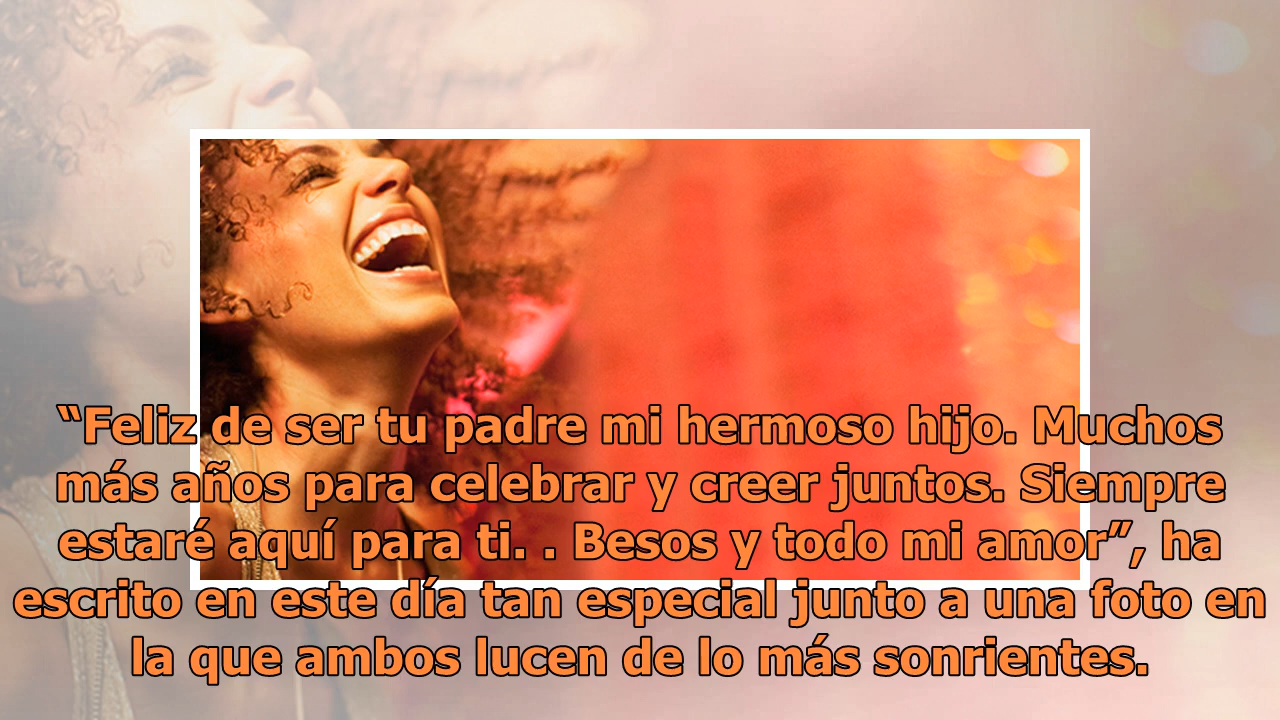 “Feliz de ser tu padre mi hermoso hijo. Muchos
más años para celebrar y creer juntos. Siempre
estaré aquí para ti. . Besos y todo mi amor”, ha
escrito en este día tan especial junto a una foto en
la que ambos lucen de lo más sonrientes.